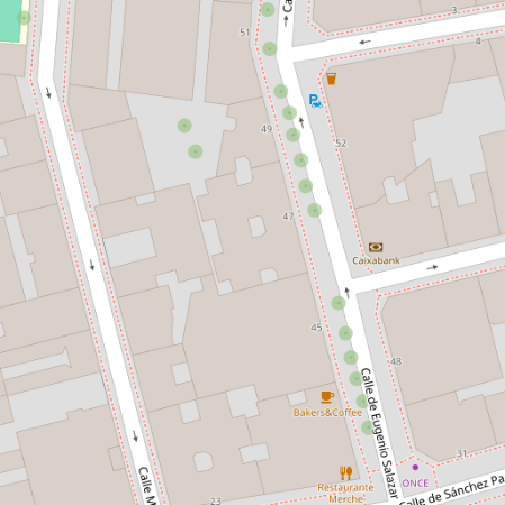 Ca
3
51
4
P
49
52
47
Caixabank
45
48
Bakers&Coffee
Calle de Eugenio Salazar
31
ONCE
Restaurante
Merche
Calle M
Calle de Sánchez Pa
23